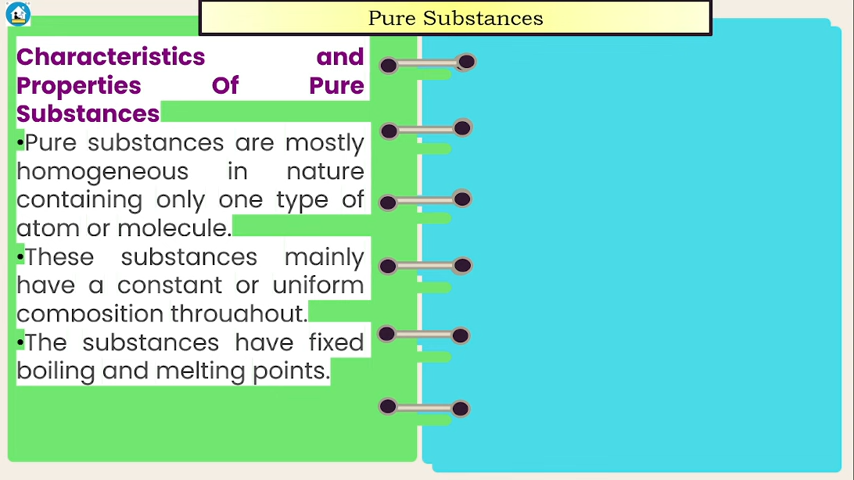 Pure Substances
Characteristics and
Properties Of Pure
Substances
•Pure substances are mostly
homogeneous in nature
containing only one type of
atom or molecule.
•These substances mainly
have a constant or uniform
composition throughout.
•The substances have fixed
boiling and melting points.